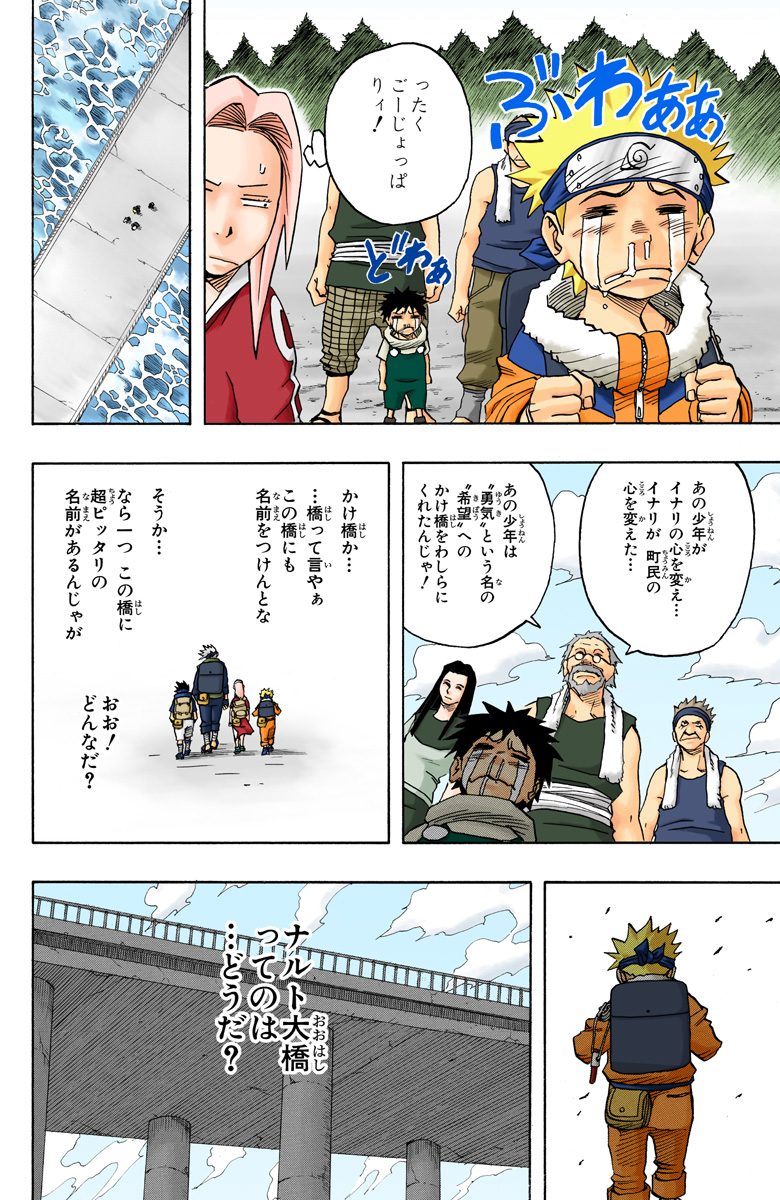 ぶわぁぁ
ったく
ごーじょっぱ
りィ！
どわぁ
あの少年が
イナリの心を変え…
イナリが 町民の
心を変えた…
あの少年は
〝勇気〟という名の
〝希望〟への
かけ橋をわしらに
くれたんじゃ！
かけ橋か…
…橋って言やぁ
この橋にも
名前をつけんとな
そうか…
なら一つ この橋に
超ピッタリの
名前があるんじゃが
おお！
どんなだ？
ナルト大橋
ってのは
…どうだ？